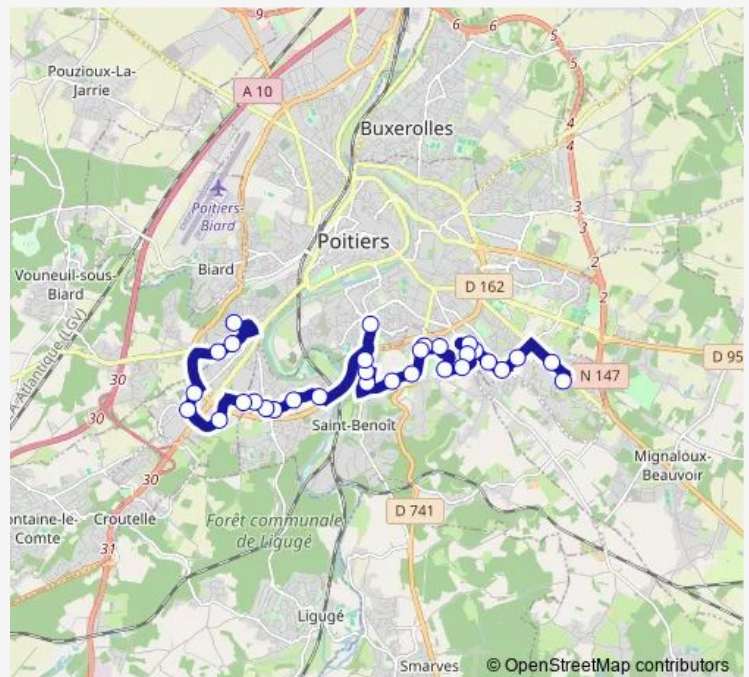 9
6
6
5
Pouzioux-La-
Jarrie
5
A 10
4
Buxerolles
4
Poitiers-
Biard
3
3
Poitiers
2
Biard
Vouneuil-sous-
Biard
D 162
2
A-Atlantique (LGV)
D 95
30
N 147
30
Saint-Benoît
Mignaloux-
Beauvoir
30
ontaine-le-
Comte
Croutelle
D 741
Forêt communale
de Ligugé
31
Ligugé
Smarves
© OpenStreetMap contributors